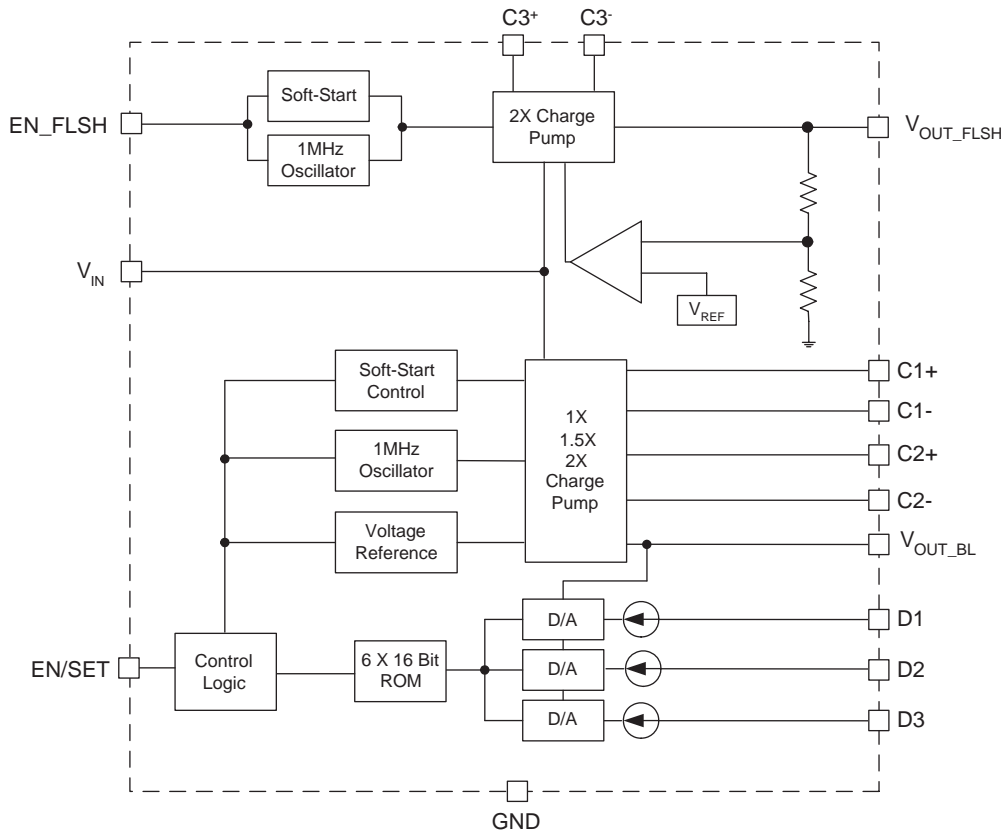 C3+ C3-
Soft-Start
EN_FLSH
2X Charge
Pump
VOUT_FLSH
1MHz
Oscillator
VIN
VREF
Soft-Start
Control
C1+
C1-
1X
1.5X
2X
Charge
Pump
1MHz
Oscillator
C2+
C2-
Voltage
Reference
VOUT_BL
D/A
D1
EN/SET
Control
Logic
6 X 16 Bit
ROM
D/A
D2
D/A
D3
GND